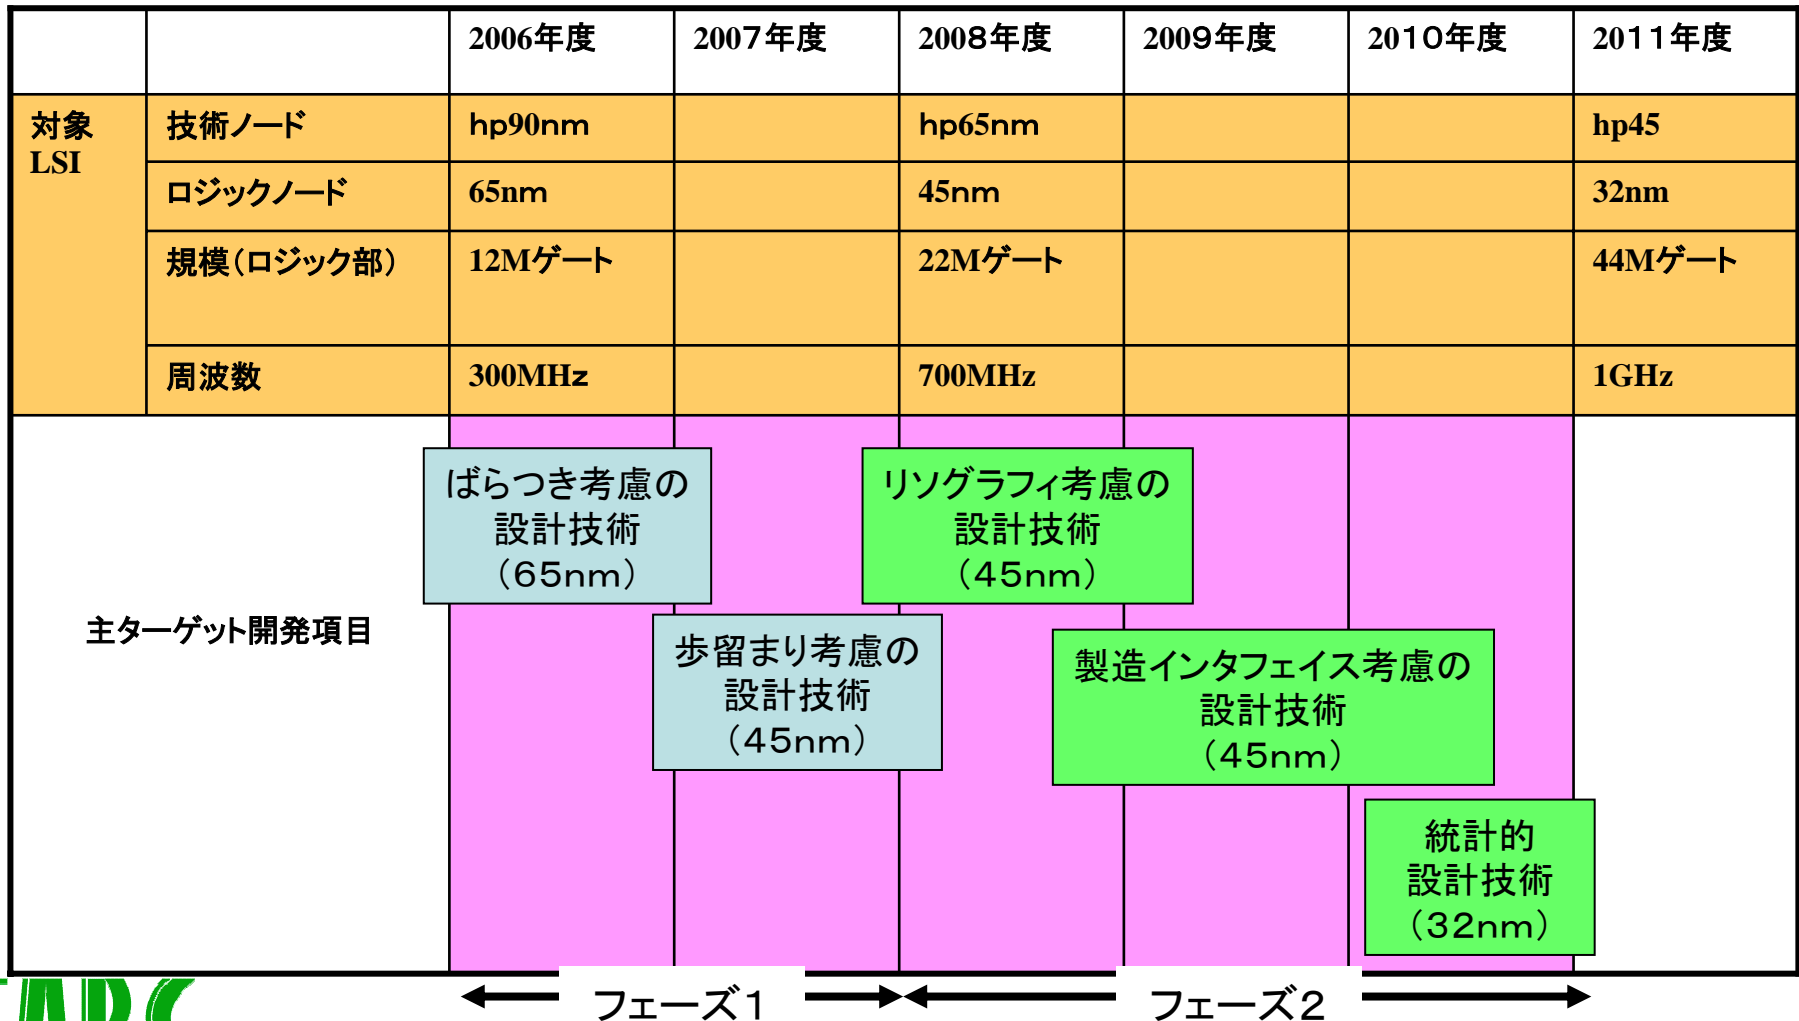 2006年度 2007年度 2008年度 2009年度 2010年度 2011年度
対象
LSI
技術ノード hp90nm hp65nm hp45
ロジックノード 65nm 45nm 32nm
規模(ロジック部) 12Mゲート 22Mゲート 44Mゲート
周波数 300MHz 700MHz 1GHz
主ターゲット開発項目
ばらつき考慮の
設計技術
(65nm)
歩留まり考慮の
設計技術
(45nm)
リソグラフィ考慮の
設計技術
(45nm)
製造インタフェイス考慮の
設計技術
(45nm)
統計的
設計技術
(32nm)
フェーズ1 フェーズ2